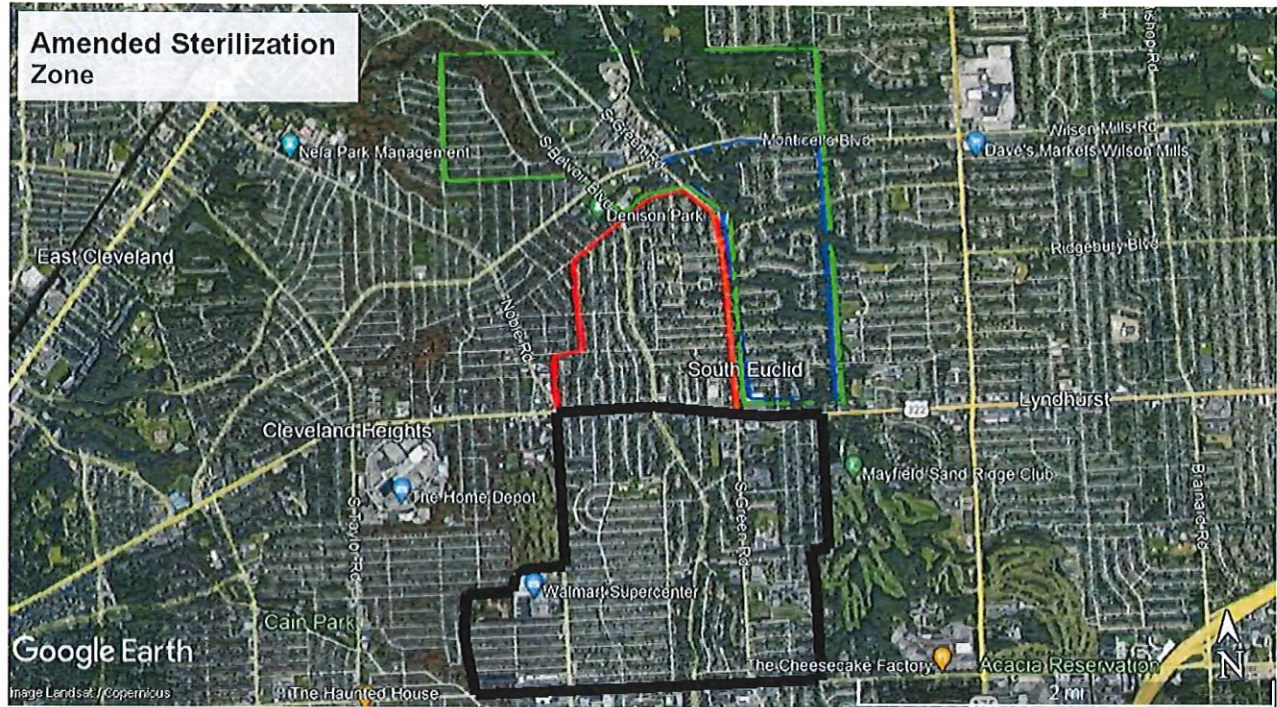 Amended Sterilization
Zone
Nela Park Management
S Green Rd
Monticello Blvd
Wilson Mills Rd
Dave's Markets Wilson Mills
S Belvoir Blvd
Denison Park
East Cleveland
Ridgebury Blvd
Noble Rd
South Euclid
322
Lyndhurst
Cleveland Heights
Mayfield Sand Ridge Club
The Home Depot
S Taylor Rd
S Green Rd
Brainard Rd
Walmart Supercenter
Cain Park
Google Earth
The Cheesecake Factory
Acacia Reservation
N
Image Landsat / Copernicus
The Haunted House
2 mi